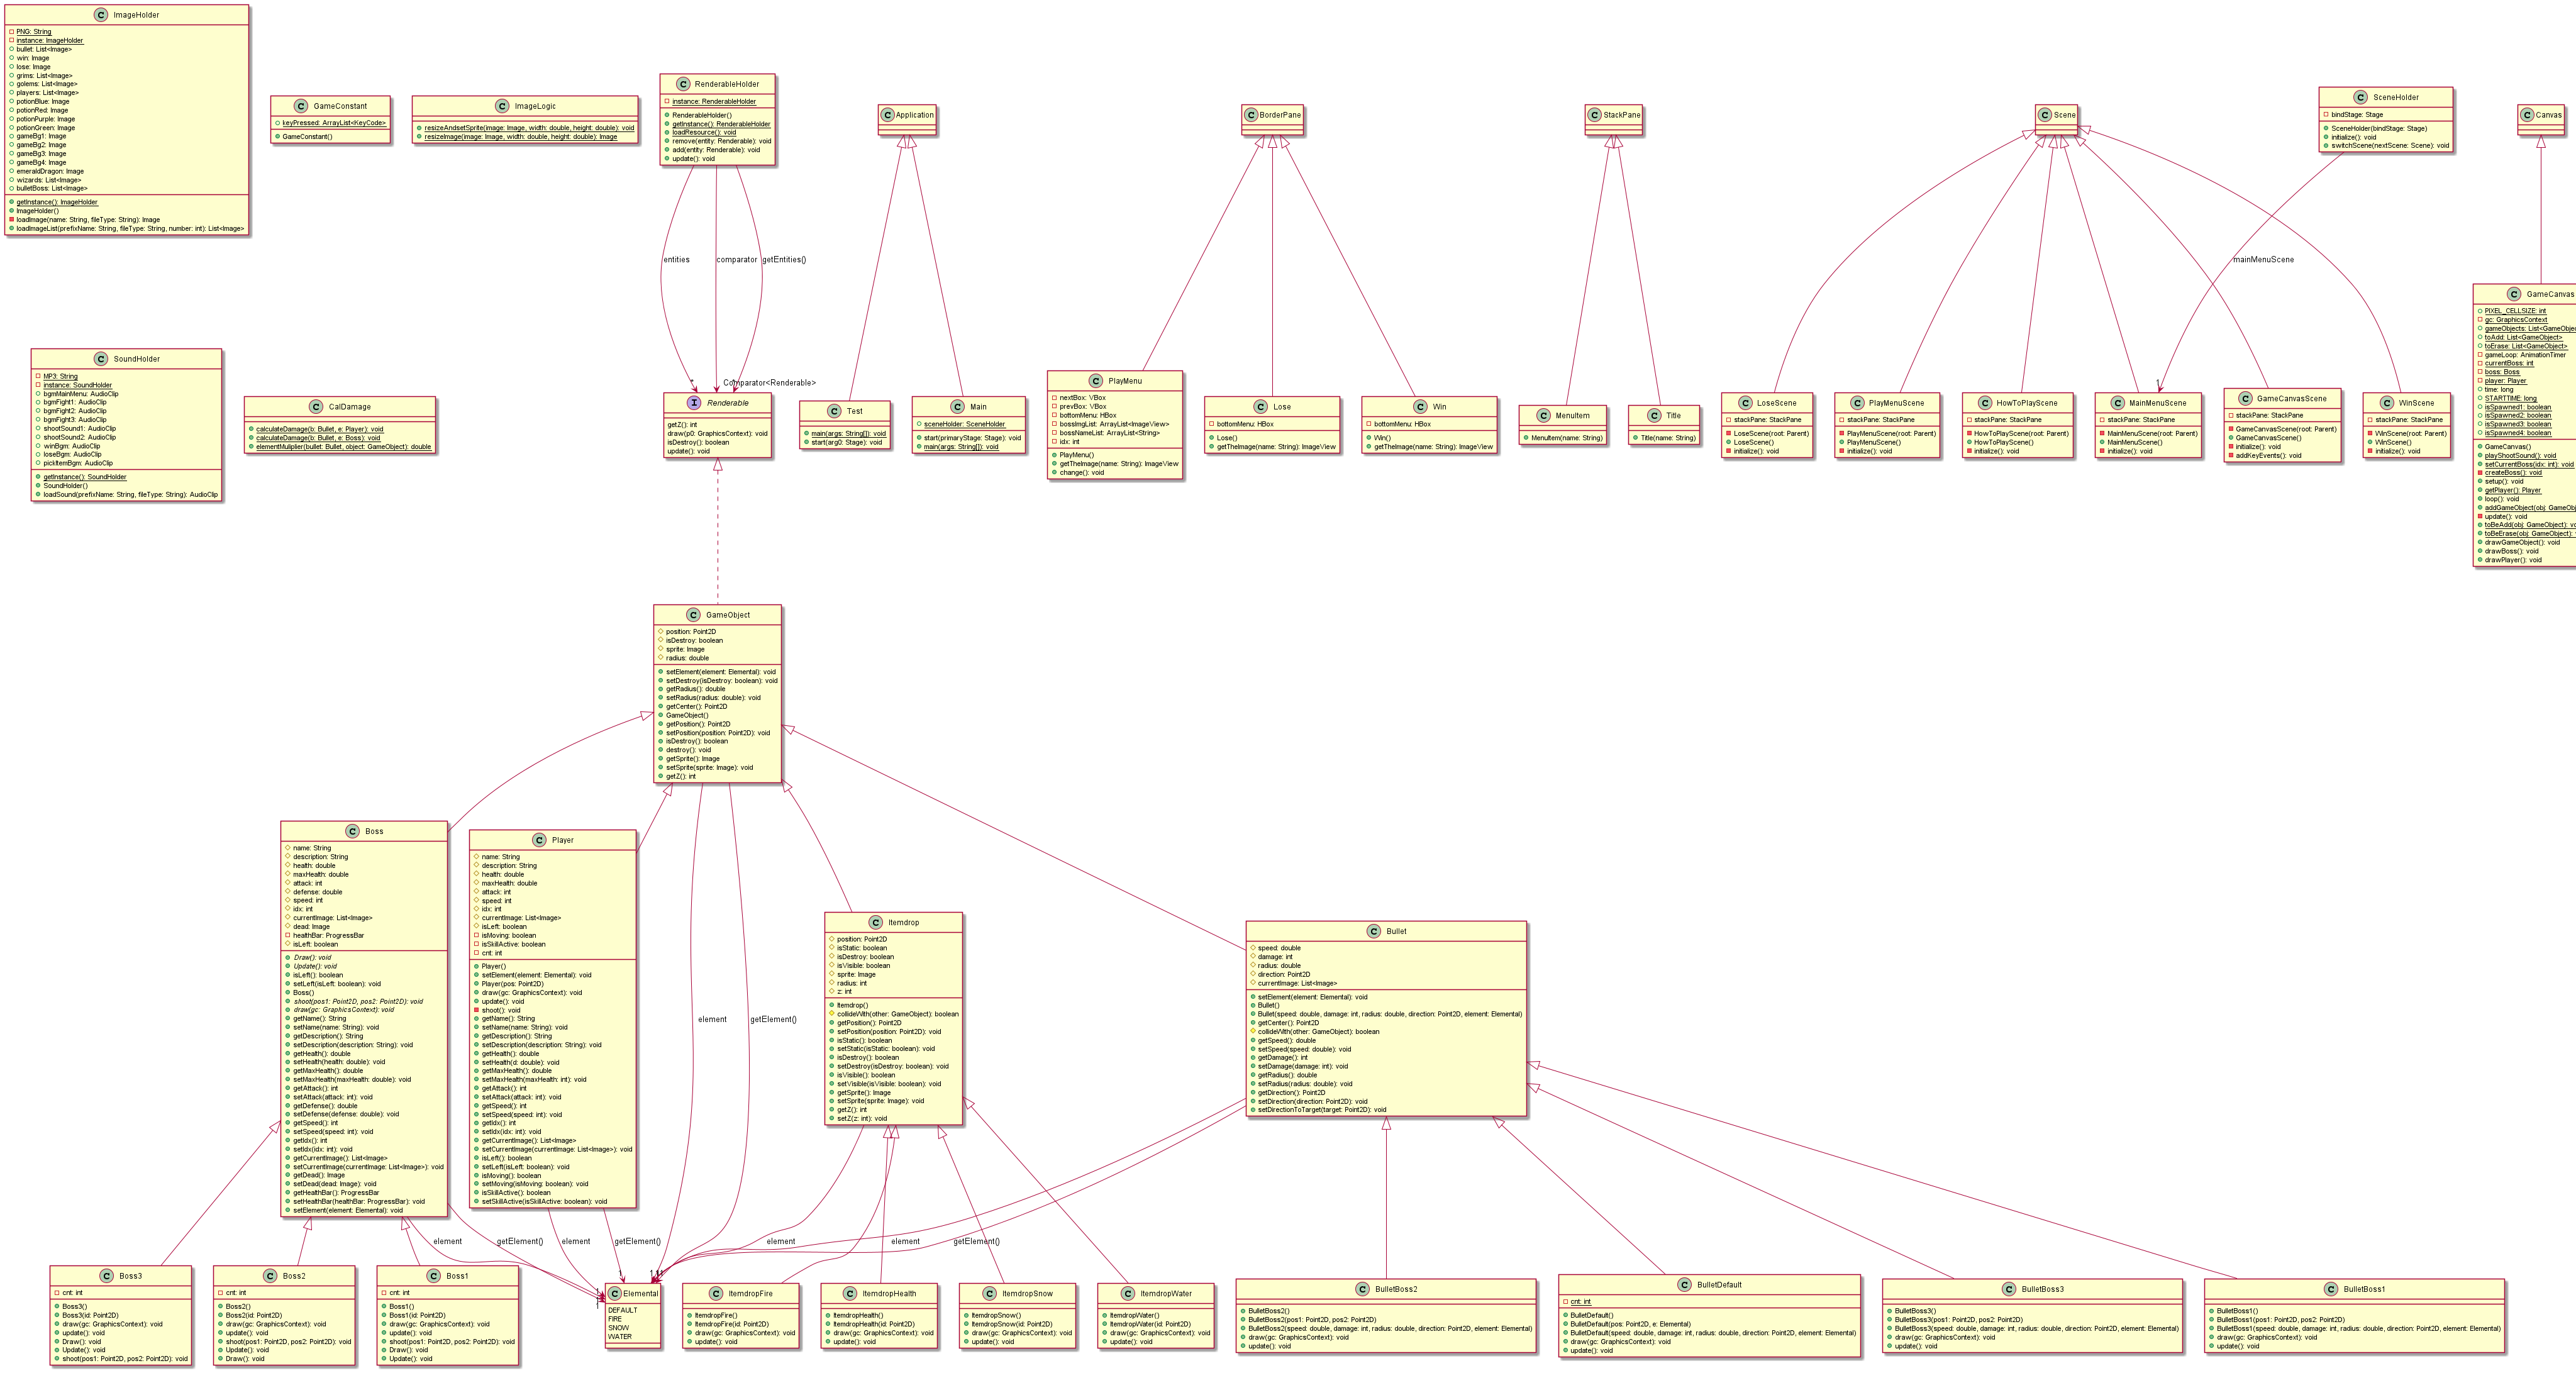 ImageHolder
PNG: String
instance: ImageHolder
bullet: List<Image>
win: Image
lose: Image
grims: List<Image>
golems: List<Image>
players: List<Image>
potionBlue: Image
potionRed: Image
potionPurple: Image
potionGreen: Image
gameBg1: Image
gameBg2: Image
gameBg3: Image
gameBg4: Image
emeraldDragon: Image
wizards: List<Image>
bulletBoss: List<Image>
getInstance(): ImageHolder
ImageHolder()
loadImage(name: String, fileType: String): Image
loadImageList(prefixName: String, fileType: String, number: int): List<Image>
GameConstant
keyPressed: ArrayList<KeyCode>
GameConstant()
ImageLogic
resizeAndsetSprite(image: Image, width: double, height: double): void
resizeImage(image: Image, width: double, height: double): Image
RenderableHolder
instance: RenderableHolder
RenderableHolder()
getInstance(): RenderableHolder
loadResource(): void
remove(entity: Renderable): void
add(entity: Renderable): void
update(): void
Application
BorderPane
StackPane
Scene
SceneHolder
bindStage: Stage
SceneHolder(bindStage: Stage)
initialize(): void
switchScene(nextScene: Scene): void
Canvas
entities
comparator
getEntities()
mainMenuScene
*
Comparator<Renderable>
*
1
SoundHolder
MP3: String
instance: SoundHolder
bgmMainMenu: AudioClip
bgmFight1: AudioClip
bgmFight2: AudioClip
bgmFight3: AudioClip
shootSound1: AudioClip
shootSound2: AudioClip
winBgm: AudioClip
loseBgm: AudioClip
pickItemBgm: AudioClip
getInstance(): SoundHolder
SoundHolder()
loadSound(prefixName: String, fileType: String): AudioClip
CalDamage
calculateDamage(b: Bullet, e: Player): void
calculateDamage(b: Bullet, e: Boss): void
elementMuliplier(bullet: Bullet, object: GameObject): double
Renderable
getZ(): int
draw(p0: GraphicsContext): void
isDestroy(): boolean
update(): void
Test
main(args: String[]): void
start(arg0: Stage): void
Main
sceneHolder: SceneHolder
start(primaryStage: Stage): void
main(args: String[]): void
PlayMenu
nextBox: VBox
prevBox: VBox
bottomMenu: HBox
bossImgList: ArrayList<ImageView>
bossNameList: ArrayList<String>
idx: int
PlayMenu()
getTheImage(name: String): ImageView
change(): void
Lose
bottomMenu: HBox
Lose()
getTheImage(name: String): ImageView
Win
bottomMenu: HBox
Win()
getTheImage(name: String): ImageView
MenuItem
MenuItem(name: String)
Title
Title(name: String)
LoseScene
stackPane: StackPane
LoseScene(root: Parent)
LoseScene()
initialize(): void
PlayMenuScene
stackPane: StackPane
PlayMenuScene(root: Parent)
PlayMenuScene()
initialize(): void
HowToPlayScene
stackPane: StackPane
HowToPlayScene(root: Parent)
HowToPlayScene()
initialize(): void
MainMenuScene
stackPane: StackPane
MainMenuScene(root: Parent)
MainMenuScene()
initialize(): void
GameCanvasScene
stackPane: StackPane
GameCanvasScene(root: Parent)
GameCanvasScene()
initialize(): void
addKeyEvents(): void
WinScene
stackPane: StackPane
WinScene(root: Parent)
WinScene()
initialize(): void
GameCanvas
PIXEL_CELLSIZE: int
gc: GraphicsContext
gameObjects: List<GameObjec
toAdd: List<GameObject>
toErase: List<GameObject>
gameLoop: AnimationTimer
currentBoss: int
boss: Boss
player: Player
time: long
STARTTIME: long
isSpawned1: boolean
isSpawned2: boolean
isSpawned3: boolean
isSpawned4: boolean
GameCanvas()
playShootSound(): void
setCurrentBoss(idx: int): void
createBoss(): void
setup(): void
getPlayer(): Player
loop(): void
addGameObject(obj: GameObj
update(): void
toBeAdd(obj: GameObject): vo
toBeErase(obj: GameObject):
drawGameObject(): void
drawBoss(): void
drawPlayer(): void
GameObject
position: Point2D
isDestroy: boolean
sprite: Image
radius: double
setElement(element: Elemental): void
setDestroy(isDestroy: boolean): void
getRadius(): double
setRadius(radius: double): void
getCenter(): Point2D
GameObject()
getPosition(): Point2D
setPosition(position: Point2D): void
isDestroy(): boolean
destroy(): void
getSprite(): Image
setSprite(sprite: Image): void
getZ(): int
Boss
name: String
description: String
health: double
maxHealth: double
attack: int
defense: double
speed: int
idx: int
currentImage: List<Image>
dead: Image
healthBar: ProgressBar
isLeft: boolean
Draw(): void
Update(): void
isLeft(): boolean
setLeft(isLeft: boolean): void
Boss()
shoot(pos1: Point2D, pos2: Point2D): void
draw(gc: GraphicsContext): void
getName(): String
setName(name: String): void
getDescription(): String
setDescription(description: String): void
getHealth(): double
setHealth(health: double): void
getMaxHealth(): double
setMaxHealth(maxHealth: double): void
getAttack(): int
setAttack(attack: int): void
getDefense(): double
setDefense(defense: double): void
getSpeed(): int
setSpeed(speed: int): void
getIdx(): int
setIdx(idx: int): void
getCurrentImage(): List<Image>
setCurrentImage(currentImage: List<Image>): void
getDead(): Image
setDead(dead: Image): void
getHealthBar(): ProgressBar
setHealthBar(healthBar: ProgressBar): void
setElement(element: Elemental): void
Player
name: String
description: String
health: double
maxHealth: double
attack: int
speed: int
idx: int
currentImage: List<Image>
isLeft: boolean
isMoving: boolean
isSkillActive: boolean
cnt: int
Player()
setElement(element: Elemental): void
Player(pos: Point2D)
draw(gc: GraphicsContext): void
update(): void
shoot(): void
getName(): String
setName(name: String): void
getDescription(): String
setDescription(description: String): void
getHealth(): double
setHealth(d: double): void
getMaxHealth(): double
setMaxHealth(maxHealth: int): void
getAttack(): int
setAttack(attack: int): void
getSpeed(): int
setSpeed(speed: int): void
getIdx(): int
setIdx(idx: int): void
getCurrentImage(): List<Image>
setCurrentImage(currentImage: List<Image>): void
isLeft(): boolean
setLeft(isLeft: boolean): void
isMoving(): boolean
setMoving(isMoving: boolean): void
isSkillActive(): boolean
setSkillActive(isSkillActive: boolean): void
element
getElement()
Itemdrop
position: Point2D
isStatic: boolean
isDestroy: boolean
isVisible: boolean
sprite: Image
radius: int
z: int
Itemdrop()
collideWith(other: GameObject): boolean
getPosition(): Point2D
setPosition(position: Point2D): void
isStatic(): boolean
setStatic(isStatic: boolean): void
isDestroy(): boolean
setDestroy(isDestroy: boolean): void
isVisible(): boolean
setVisible(isVisible: boolean): void
getSprite(): Image
setSprite(sprite: Image): void
getZ(): int
setZ(z: int): void
Bullet
speed: double
damage: int
radius: double
direction: Point2D
currentImage: List<Image>
setElement(element: Elemental): void
Bullet()
Bullet(speed: double, damage: int, radius: double, direction: Point2D, element: Elemental)
getCenter(): Point2D
collideWith(other: GameObject): boolean
getSpeed(): double
setSpeed(speed: double): void
getDamage(): int
setDamage(damage: int): void
getRadius(): double
setRadius(radius: double): void
getDirection(): Point2D
setDirection(direction: Point2D): void
setDirectionToTarget(target: Point2D): void
element
getElement()
element
getElement()
element
element
getElement()
Boss3
cnt: int
Boss3()
Boss3(id: Point2D)
draw(gc: GraphicsContext): void
update(): void
Draw(): void
Update(): void
shoot(pos1: Point2D, pos2: Point2D): void
Boss2
cnt: int
Boss2()
Boss2(id: Point2D)
draw(gc: GraphicsContext): void
update(): void
shoot(pos1: Point2D, pos2: Point2D): void
Update(): void
Draw(): void
Boss1
cnt: int
Boss1()
Boss1(id: Point2D)
draw(gc: GraphicsContext): void
update(): void
shoot(pos1: Point2D, pos2: Point2D): void
Draw(): void
Update(): void
Elemental
DEFAULT
FIRE
SNOW
WATER
ItemdropFire
ItemdropFire()
ItemdropFire(id: Point2D)
draw(gc: GraphicsContext): void
update(): void
ItemdropHealth
ItemdropHealth()
ItemdropHealth(id: Point2D)
draw(gc: GraphicsContext): void
update(): void
ItemdropSnow
ItemdropSnow()
ItemdropSnow(id: Point2D)
draw(gc: GraphicsContext): void
update(): void
ItemdropWater
ItemdropWater()
ItemdropWater(id: Point2D)
draw(gc: GraphicsContext): void
update(): void
BulletBoss2
BulletBoss2()
BulletBoss2(pos1: Point2D, pos2: Point2D)
BulletBoss2(speed: double, damage: int, radius: double, direction: Point2D, element: Elemental)
draw(gc: GraphicsContext): void
update(): void
BulletDefault
cnt: int
BulletDefault()
BulletDefault(pos: Point2D, e: Elemental)
BulletDefault(speed: double, damage: int, radius: double, direction: Point2D, element: Elemental)
draw(gc: GraphicsContext): void
update(): void
BulletBoss3
BulletBoss3()
BulletBoss3(pos1: Point2D, pos2: Point2D)
BulletBoss3(speed: double, damage: int, radius: double, direction: Point2D, element: Elemental)
draw(gc: GraphicsContext): void
update(): void
BulletBoss1
BulletBoss1()
BulletBoss1(pos1: Point2D, pos2: Point2D)
BulletBoss1(speed: double, damage: int, radius: double, direction: Point2D, element: Elemental)
draw(gc: GraphicsContext): void
update(): void